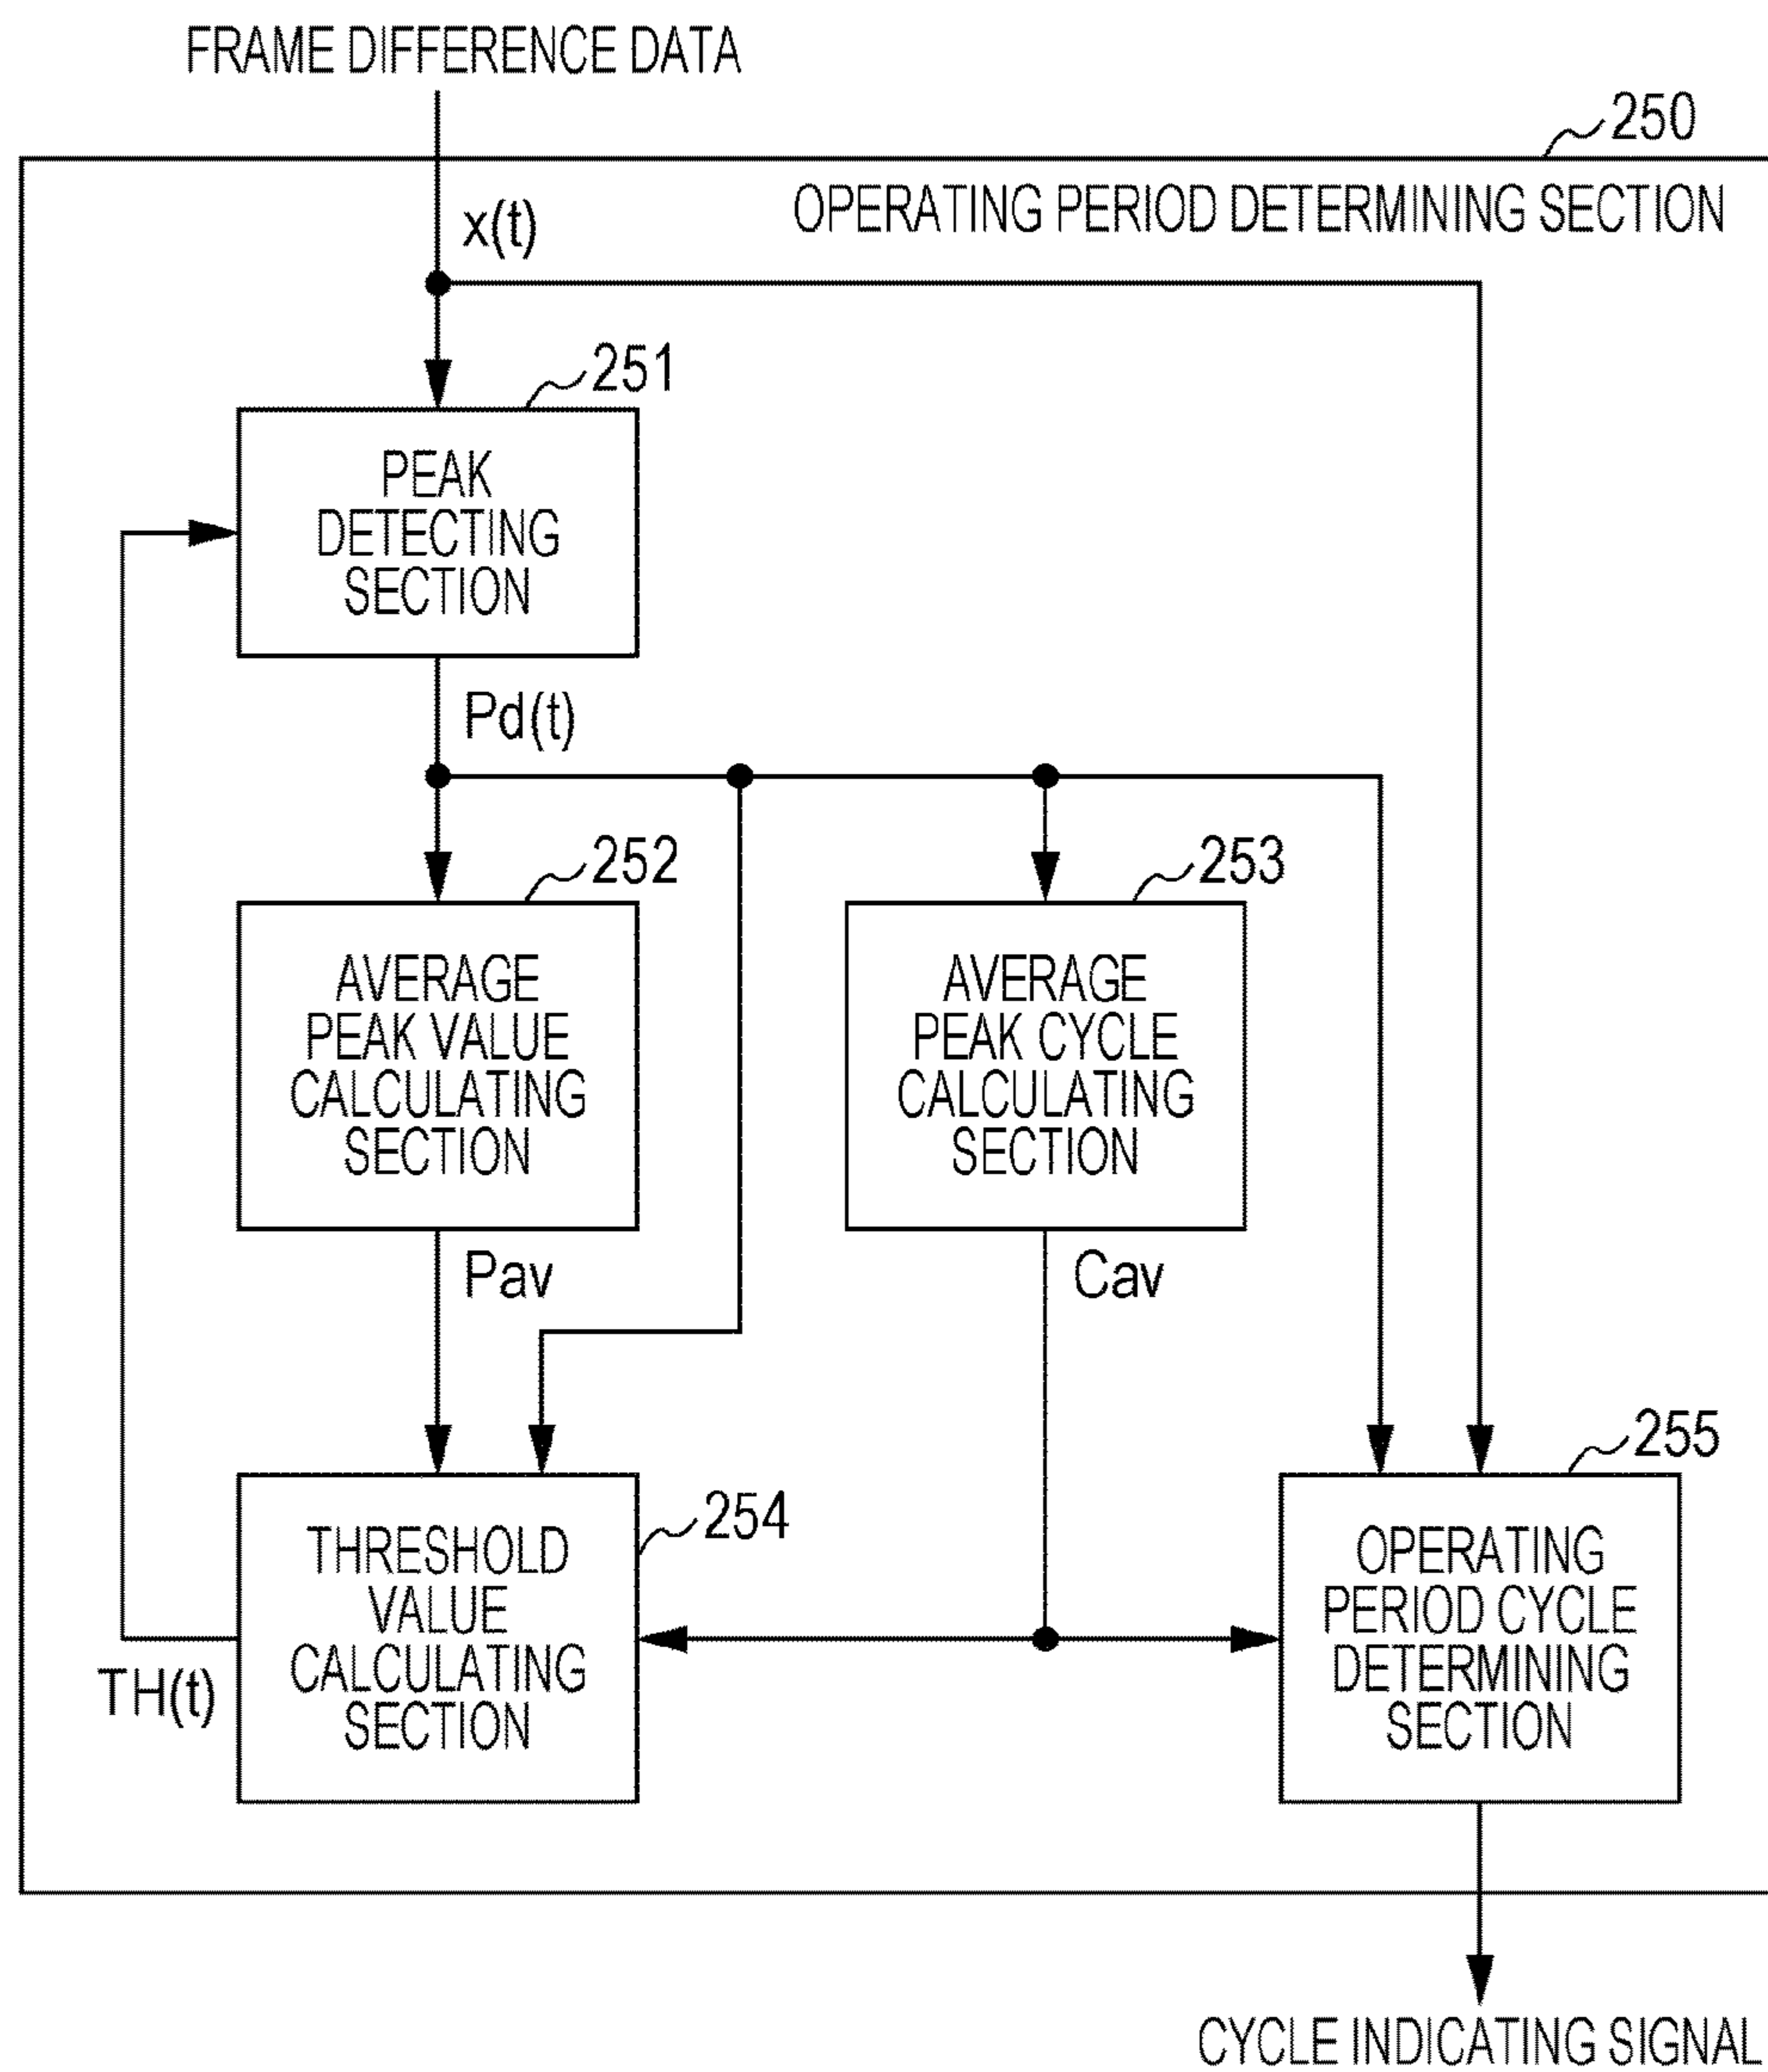 FRAME DIFFERENCE DATA
250
OPERATING PERIOD DETERMINING SECTION
x(t)
251
PEAK
DETECTING
SECTION
Pd(t)
252
AVERAGE
PEAK VALUE
CALCULATING
SECTION
253
AVERAGE
PEAK CYCLE
CALCULATING
SECTION
Pav
Cav
254
THRESHOLD
VALUE
CALCULATING
SECTION
TH(t)
255
OPERATING
PERIOD CYCLE
DETERMINING
SECTION
CYCLE INDICATING SIGNAL